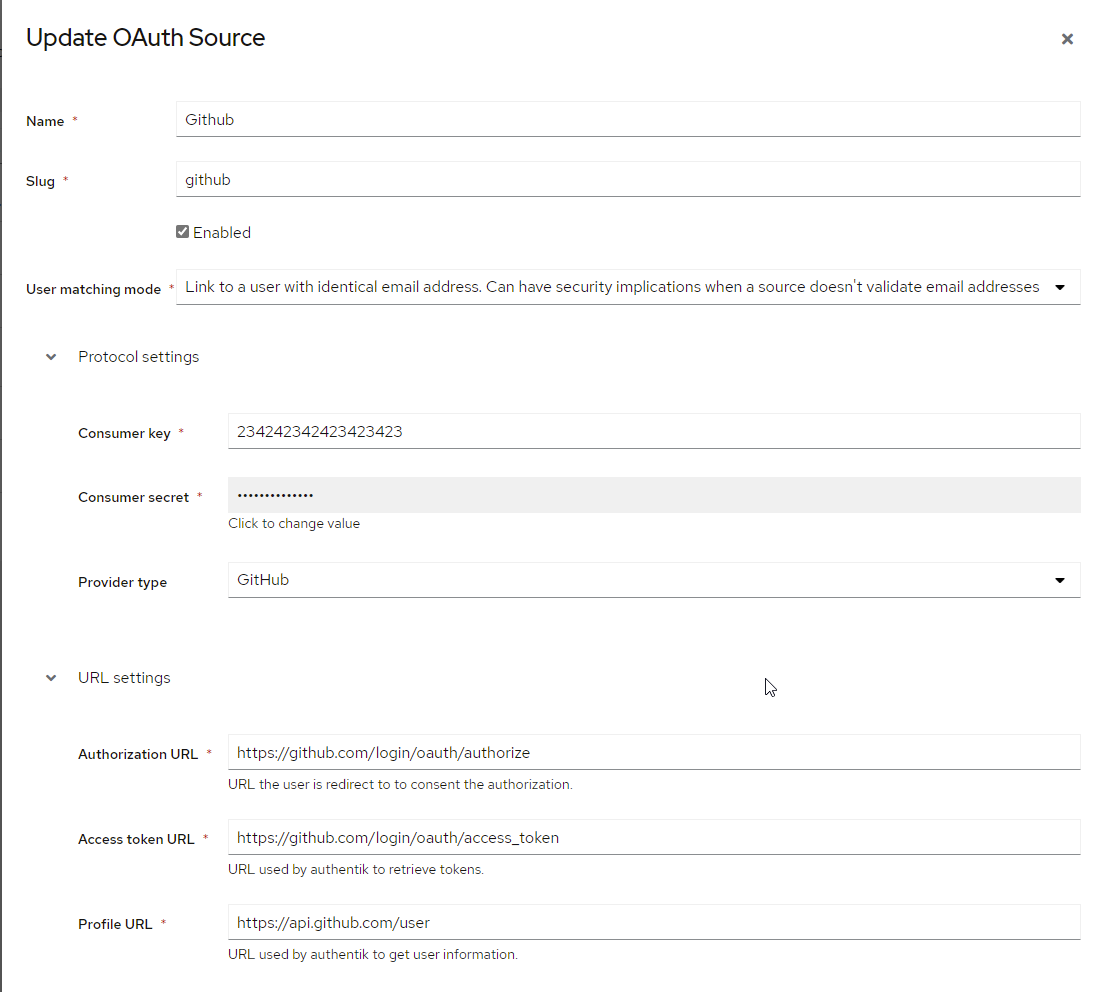 Update OAuth Source
Name *
Github
Slug *
github
Enabled
User matching mode *
Link to a user with identical email address. Can have security implications when a source doesn't validate email addresses
Protocol settings
Consumer key *
234242342423423423
Consumer secret *
••••••••••••••
Click to change value
Provider type
GitHub
URL settings
Authorization URL *
https://github.com/login/oauth/authorize
URL the user is redirect to to consent the authorization.
Access token URL *
https://github.com/login/oauth/access_token
URL used by authentik to retrieve tokens.
Profile URL *
https://api.github.com/user
URL used by authentik to get user information.